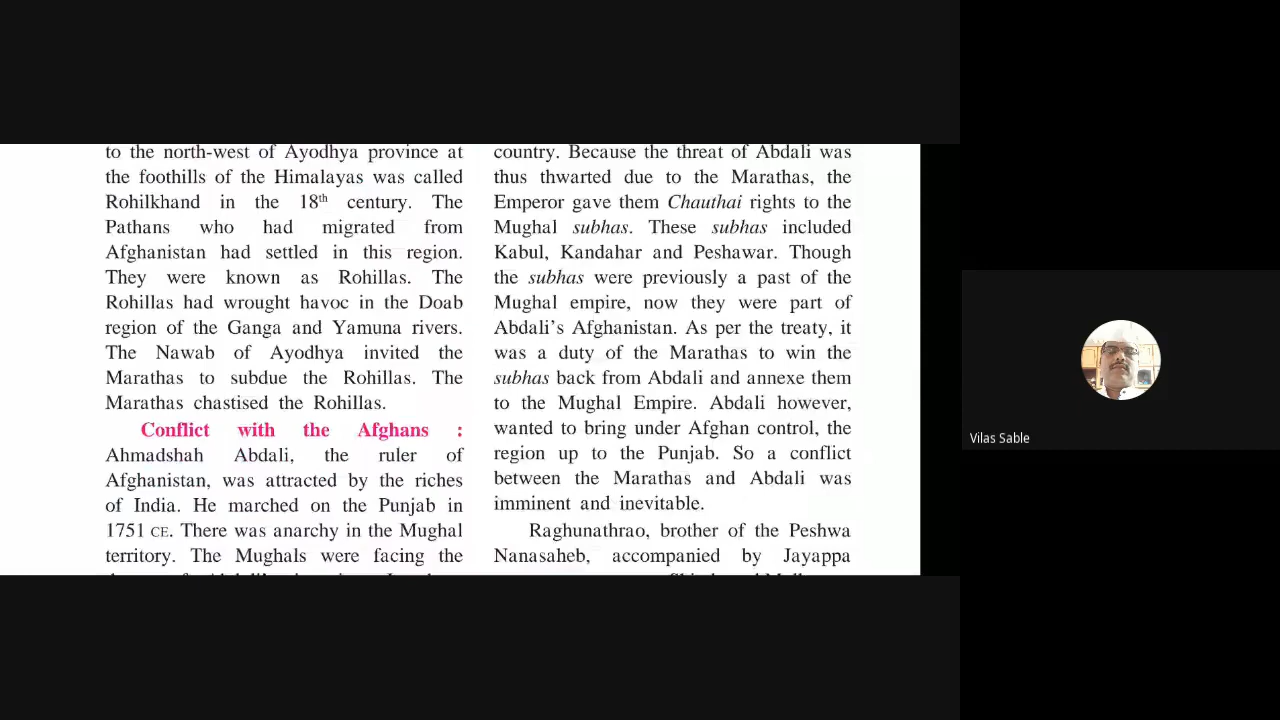 to the north-west of Ayodhya province at
the foothills of the Himalayas was called
Rohilkhand in the 18th century. The
Pathans who had migrated from
Afghanistan had settled in this region.
They were known as Rohillas. The
Rohillas had wrought havoc in the Doab
region of the Ganga and Yamuna rivers.
The Nawab of Ayodhya invited the
Marathas to subdue the Rohillas. The
Marathas chastised the Rohillas.
Conflict with the Afghans :
Ahmadshah Abdali, the ruler of
Afghanistan, was attracted by the riches
of India. He marched on the Punjab in
1751 CE. There was anarchy in the Mughal
territory. The Mughals were facing the
country. Because the threat of Abdali was
thus thwarted due to the Marathas, the
Emperor gave them Chauthai rights to the
Mughal subhas. These subhas included
Kabul, Kandahar and Peshawar. Though
the subhas were previously a past of the
Mughal empire, now they were part of
Abdali's Afghanistan. As per the treaty, it
was a duty of the Marathas to win the
subhas back from Abdali and annexe them
to the Mughal Empire. Abdali however,
wanted to bring under Afghan control, the
region up to the Punjab. So a conflict
between the Marathas and Abdali was
imminent and inevitable.
Raghunathrao, brother of the Peshwa
Nanasaheb, accompanied by Jayappa
Vilas Sable